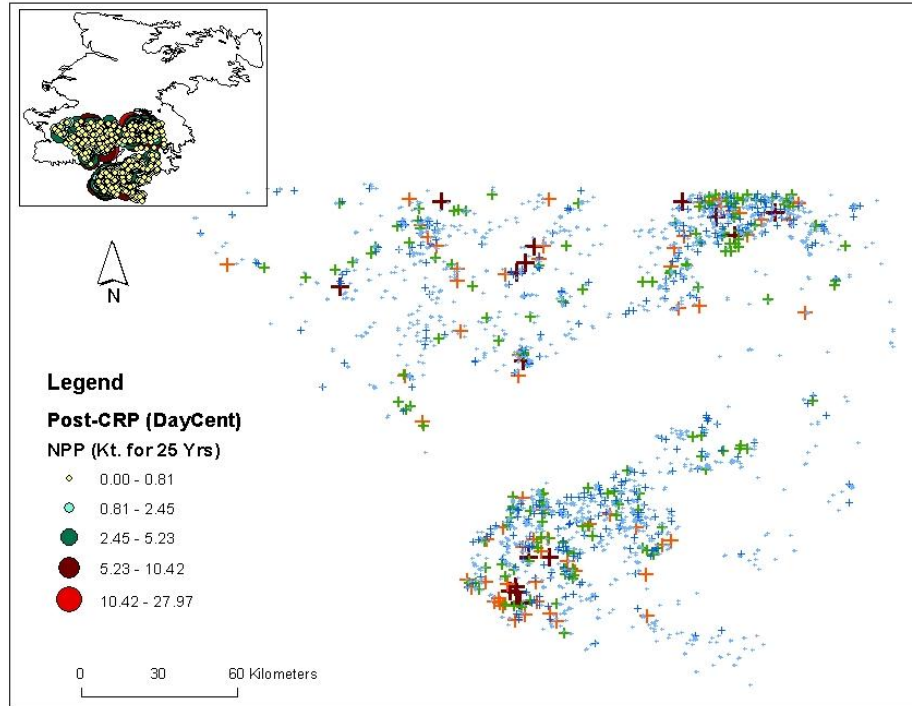 N
Legend
Post-CRP (DayCent)
NPP (Kt. for 25 Yrs)
0.00 - 0.81
0.81 - 2.45
2.45 - 5.23
5.23 - 10.42
10.42 - 27.97
0 30 60 Kilometers